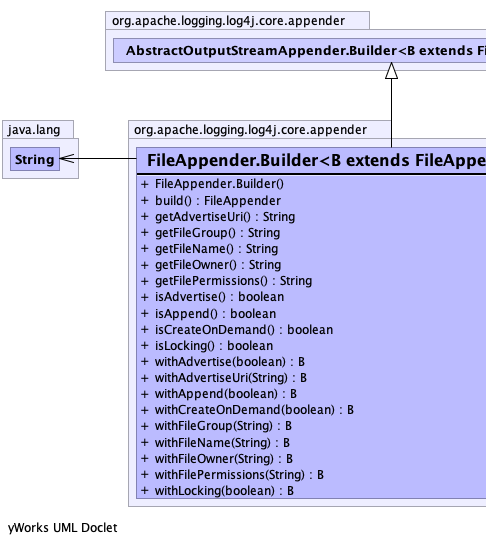 org.apache.logging.log4j.core.appender
AbstractOutputStreamAppender.Builder<B extends Fi
java.lang
String
org.apache.logging.log4j.core.appender
FileAppender.Builder<B extends FileAppe
+ FileAppender.Builder()
+ build() : FileAppender
+ getAdvertiseUri() : String
+ getFileGroup() : String
+ getFileName() : String
+ getFileOwner() : String
+ getFilePermissions() : String
+ isAdvertise() : boolean
+ isAppend() : boolean
+ isCreateOnDemand() : boolean
+ isLocking() : boolean
+ withAdvertise(boolean) : B
+ withAdvertiseUri(String) : B
+ withAppend(boolean) : B
+ withCreateOnDemand(boolean) : B
+ withFileGroup(String) : B
+ withFileName(String) : B
+ withFileOwner(String) : B
+ withFilePermissions(String) : B
+ withLocking(boolean) : B
yWorks UML Doclet